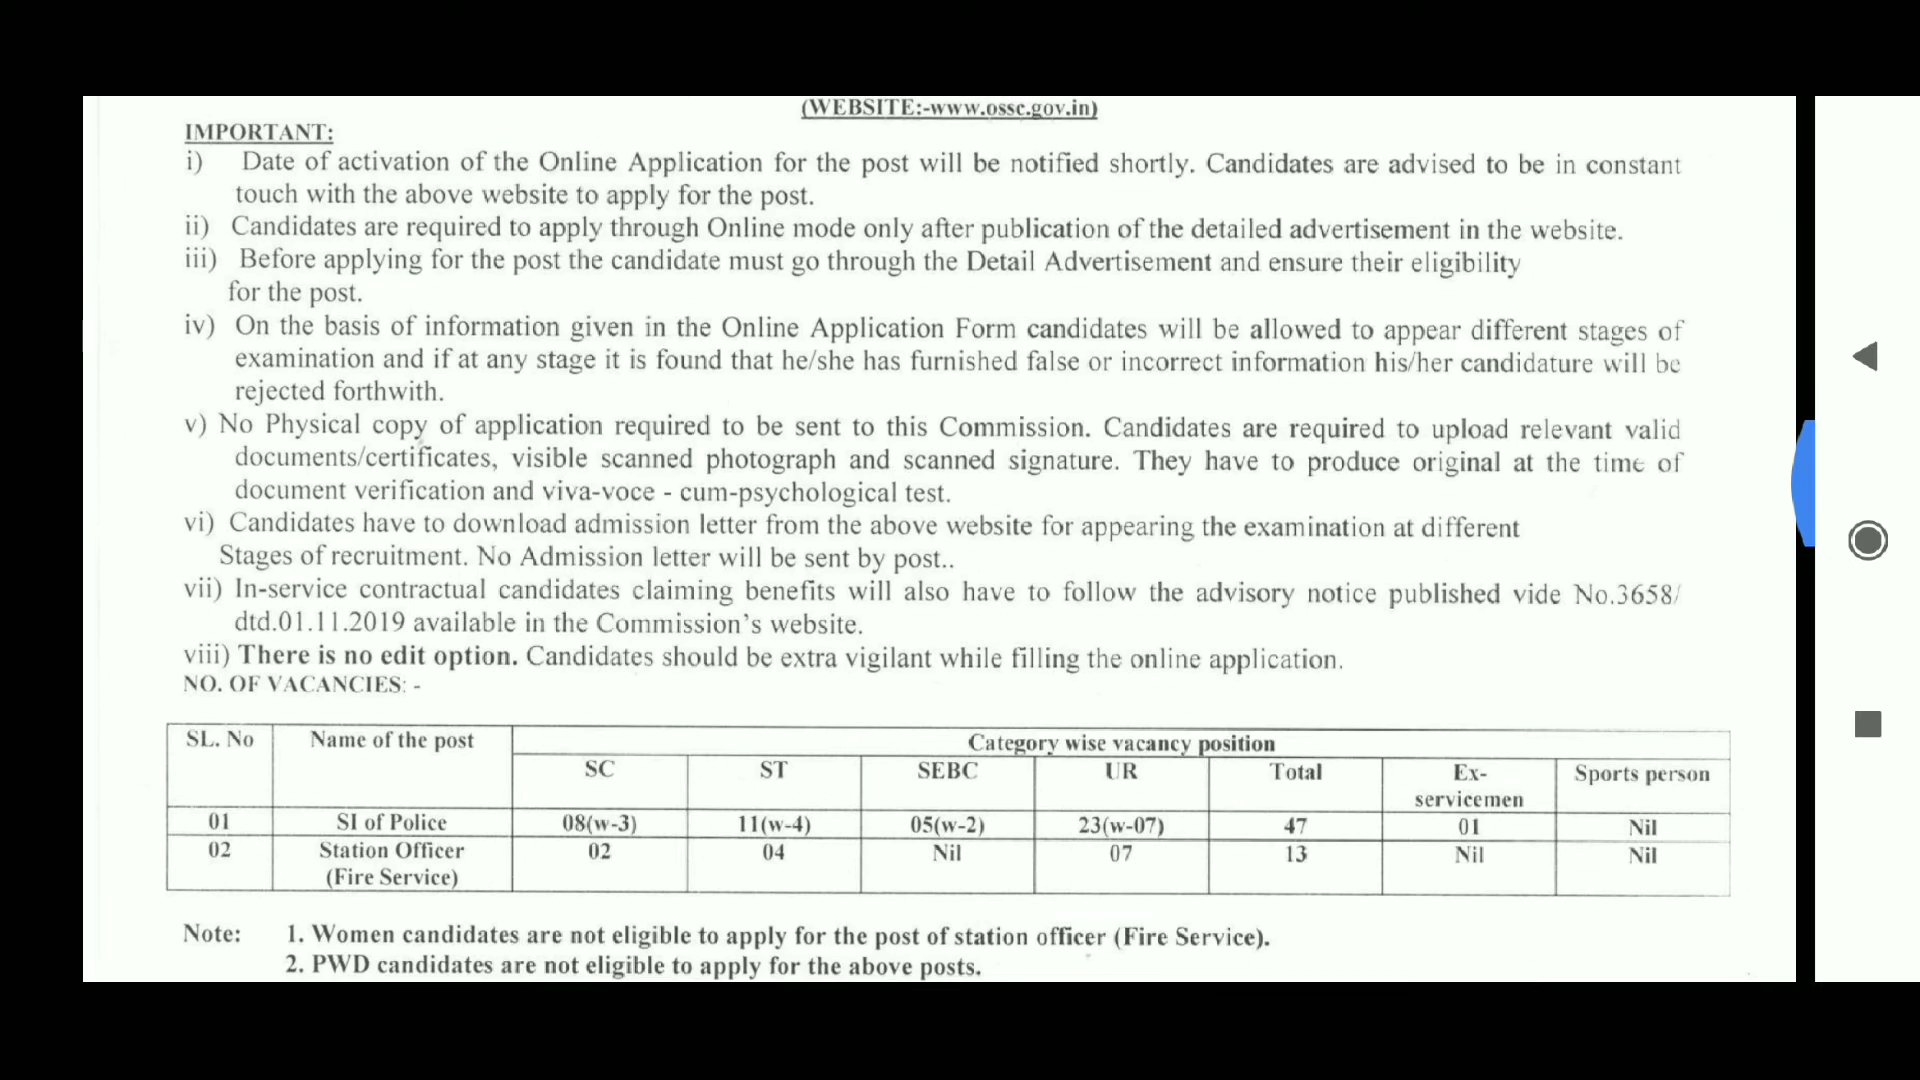 (WEBSITE:-www.ossc.gov.in)
IMPORTANT:
i) Date of activation of the Online Application for the post will be notified shortly. Candidates are advised to be in constant
touch with the above website to apply for the post.
ii) Candidates are required to apply through Online mode only after publication of the detailed advertisement in the website.
iii) Before applying for the post the candidate must go through the Detail Advertisement and ensure their eligibility
for the post.
iv) On the basis of information given in the Online Application Form candidates will be allowed to appear different stages of
examination and if at any stage it is found that he/she has furnished false or incorrect information his/her candidature will be
rejected forthwith.
v) No Physical copy of application required to be sent to this Commission. Candidates are required to upload relevant valid
documents/certificates, visible scanned photograph and scanned signature. They have to produce original at the time of
document verification and viva-voce - cum-psychological test.
vi) Candidates have to download admission letter from the above website for appearing the examination at different
Stages of recruitment. No Admission letter will be sent by post..
vii) In-service contractual candidates claiming benefits will also have to follow the advisory notice published vide No.3658/
dtd.01.11.2019 available in the Commission's website.
viii) There is no edit option. Candidates should be extra vigilant while filling the online application.
NO. OF VACANCIES: -
SL. No Name of the post Category wise vacancy position
SC ST SEBC UR Total Ex-servicemen Sports person
01 SI of Police 08(w-3) 11(w-4) 05(w-2) 23(w-07) 47 01 Nil
02 Station Officer (Fire Service) 02 04 Nil 07 13 Nil Nil
Note: 1. Women candidates are not eligible to apply for the post of station officer (Fire Service).
2. PWD candidates are not eligible to apply for the above posts.